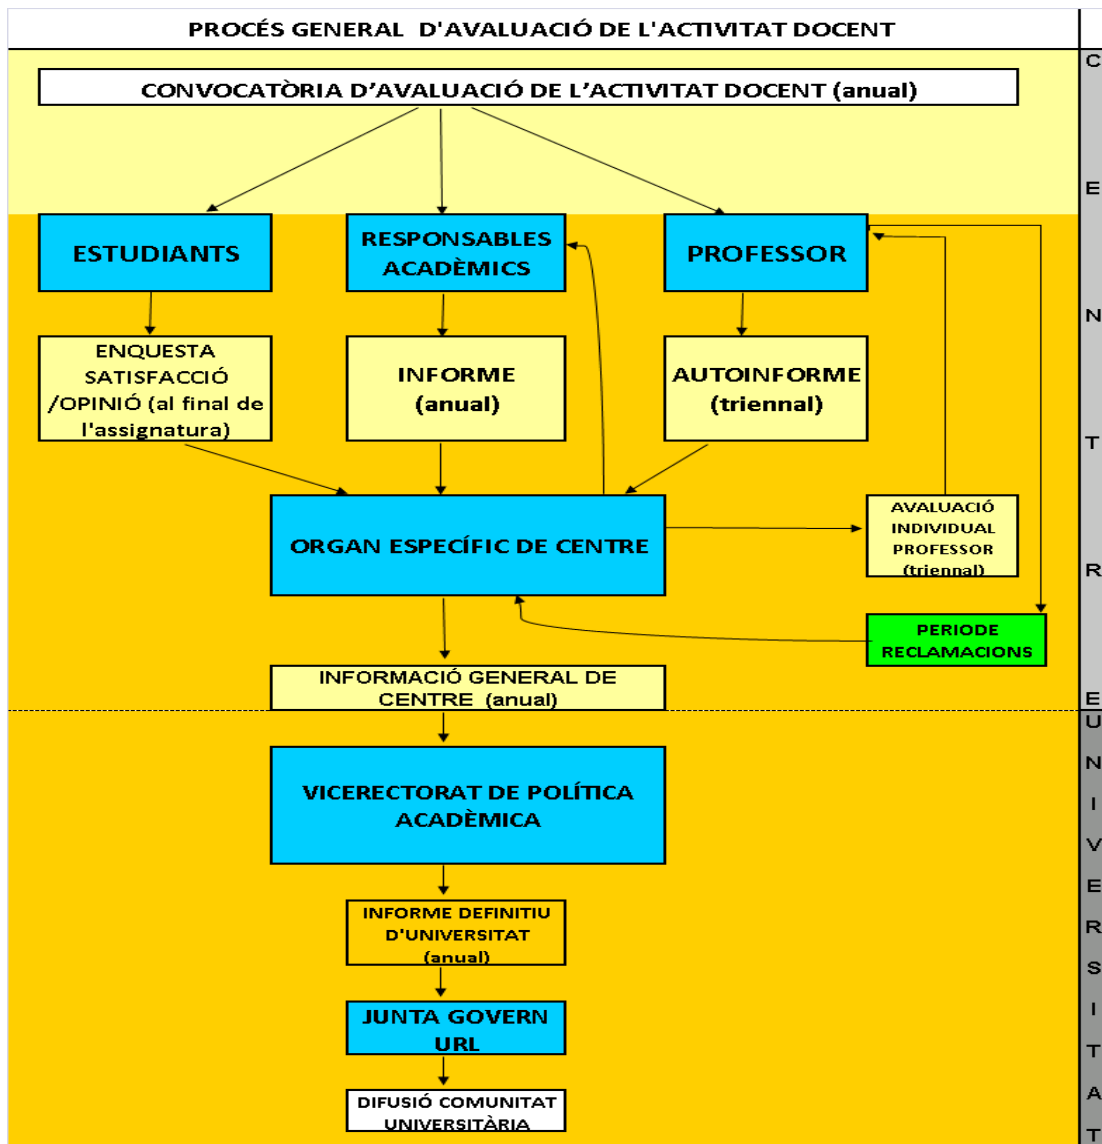 PROCÉS GENERAL D'AVALUACIÓ DE L'ACTIVITAT DOCENT
CONVOCATÒRIA D’AVALUACIÓ DE L’ACTIVITAT DOCENT (anual)
ESTUDIANTS
RESPONSABLES
ACADÈMICS
PROFESSOR
ENQUESTA
SATISFACCIÓ
/OPINIÓ (al final de
l'assignatura)
INFORME
(anual)
AUTOINFORME
(triennal)
ORGAN ESPECÍFIC DE CENTRE
AVALUACIÓ
INDIVIDUAL
PROFESSOR
(triennal)
PERIODE
RECLAMACIONS
INFORMACIÓ GENERAL DE
CENTRE (anual)
VICERECTORAT DE POLÍTICA
ACADÈMICA
INFORME DEFINITIU
D'UNIVERSITAT
(anual)
JUNTA GOVERN
URL
DIFUSIÓ COMUNITAT
UNIVERSITÀRIA
C
E
N
T
R
E
U
N
I
V
E
R
S
I
T
A
T